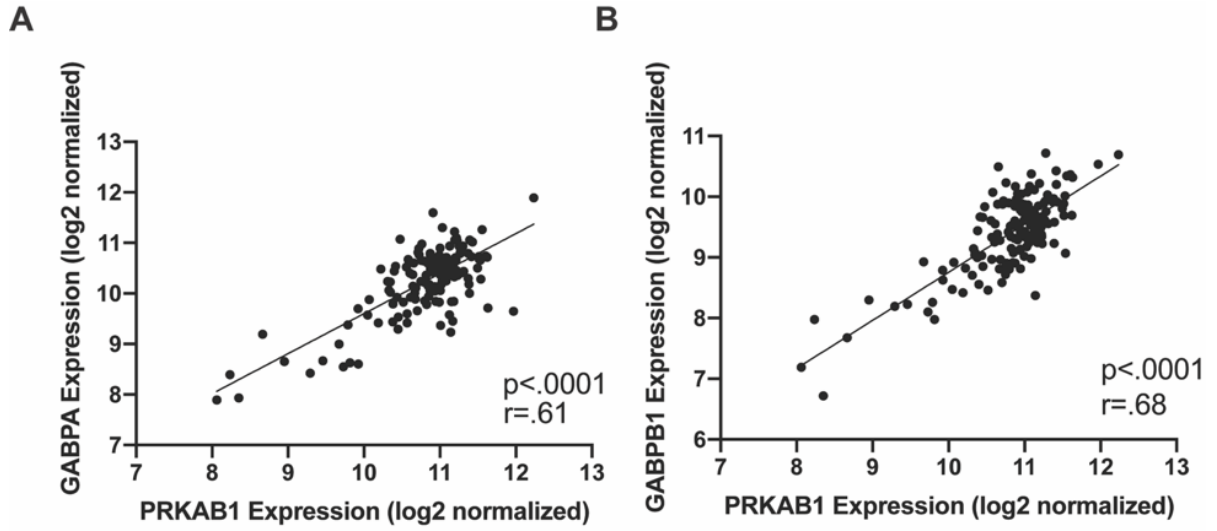 A
GABPA Expression (log2 normalized)
13
12
11
10
9
8
7
7 8 9 10 11 12 13
PRKAB1 Expression (log2 normalized)
p<.0001
r=.61
B
GABPB1 Expression (log2 normalized)
11
10
9
8
7
6
7 8 9 10 11 12 13
PRKAB1 Expression (log2 normalized)
p<.0001
r=.68